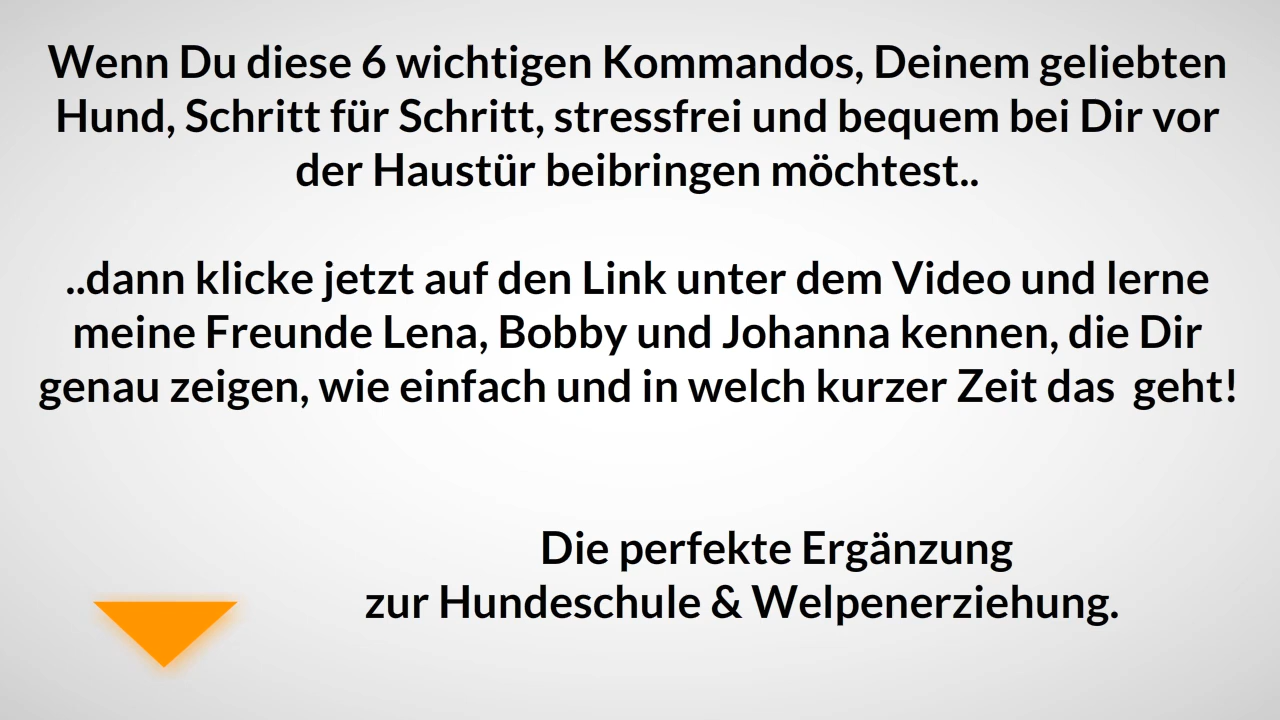 Wenn Du diese 6 wichtigen Kommandos, Deinem geliebten
Hund, Schritt für Schritt, stressfrei und bequem bei Dir vor
der Haustür beibringen möchtest..
..dann klicke jetzt auf den Link unter dem Video und lerne
meine Freunde Lena, Bobby und Johanna kennen, die Dir
genau zeigen, wie einfach und in welch kurzer Zeit das  geht!
Die perfekte Ergänzung
zur Hundeschule & Welpenerziehung.